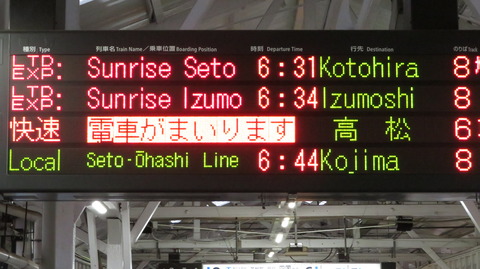 種別 Type 列車名 Train Name / 乗車位置 Boarding Position 時刻 Departure Time 行先 Destination のりば
LTD. EXP: Sunrise Seto 6:31 Kotohira 8
LTD. EXP: Sunrise Izumo 6:34 Izumoshi 8
快速 電車がまいります 高松 6
Local Seto-Ōhashi Line 6:44 Kojima 8